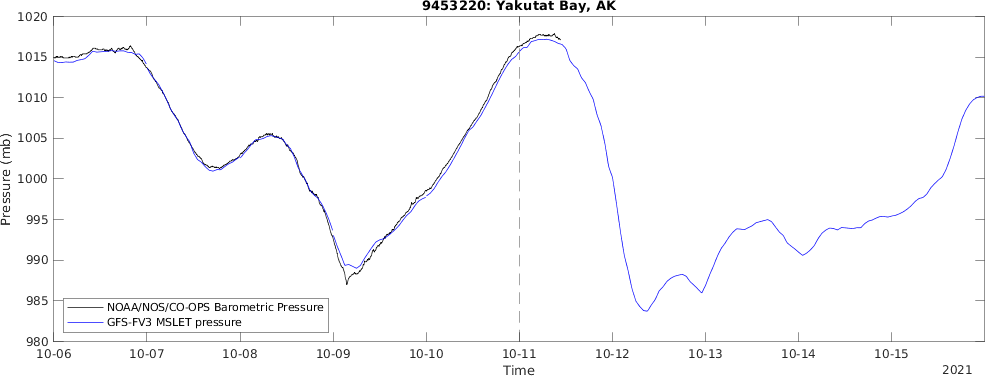 9453220: Yakutat Bay, AK
1020
1015
1010
1005
1000
995
990
985
980
Pressure (mb)
NOAA/NOS/CO-OPS Barometric Pressure
GFS-FV3 MSLET pressure
10-06 10-07 10-08 10-09 10-10 10-11 10-12 10-13 10-14 10-15
Time
2021